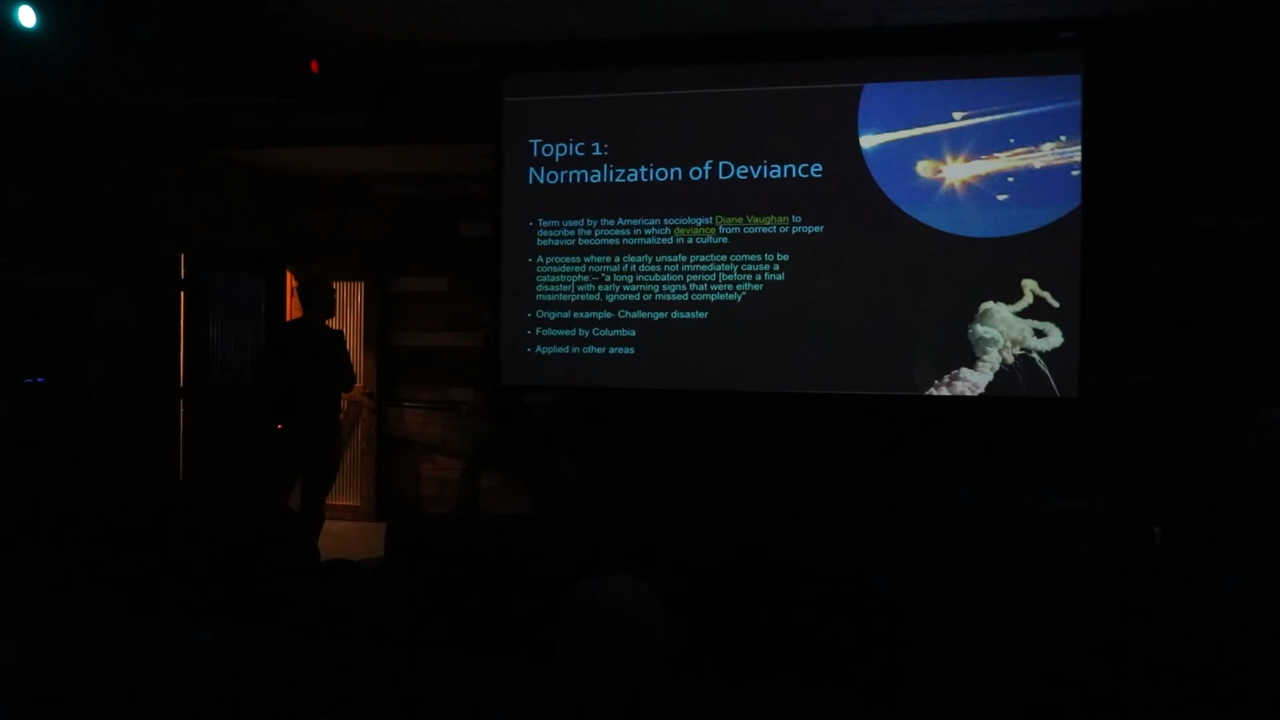 Topic 1:
Normalization of Deviance
• Term used by the American sociologist Diane Vaughan to
describe the process in which deviance from correct or proper
behavior becomes normalized in a culture.
• A process where a clearly unsafe practice comes to be
considered normal if it does not immediately cause a
catastrophe:– "a long incubation period [before a final
disaster] with early warning signs that were either
misinterpreted, ignored or missed completely"
• Original example- Challenger disaster
• Followed by Columbia
• Applied in other areas